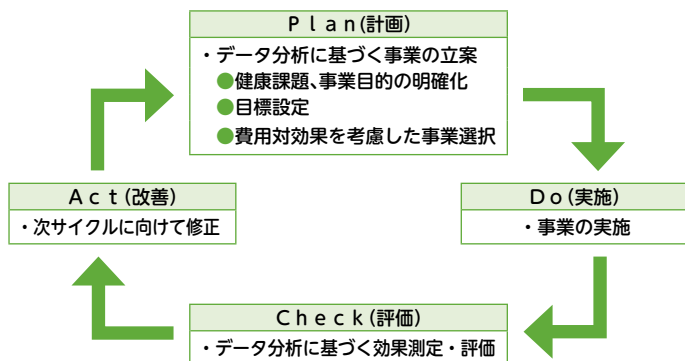 Ｐｌａｎ(計画)
・データ分析に基づく事業の立案
●健康課題、事業目的の明確化
●目標設定
●費用対効果を考慮した事業選択
Ａｃｔ(改善)
・次サイクルに向けて修正
Ｄｏ(実施)
・事業の実施
Ｃｈｅｃｋ(評価)
・データ分析に基づく効果測定・評価